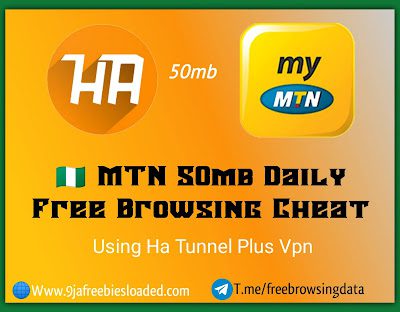 HA
50mb
my
MTN
🇳🇬 MTN 50mb Daily
Free Browsing Cheat
Using Ha Tunnel Plus Vpn
www.9jafreebiesloaded.com T.me/freebrowsingdata